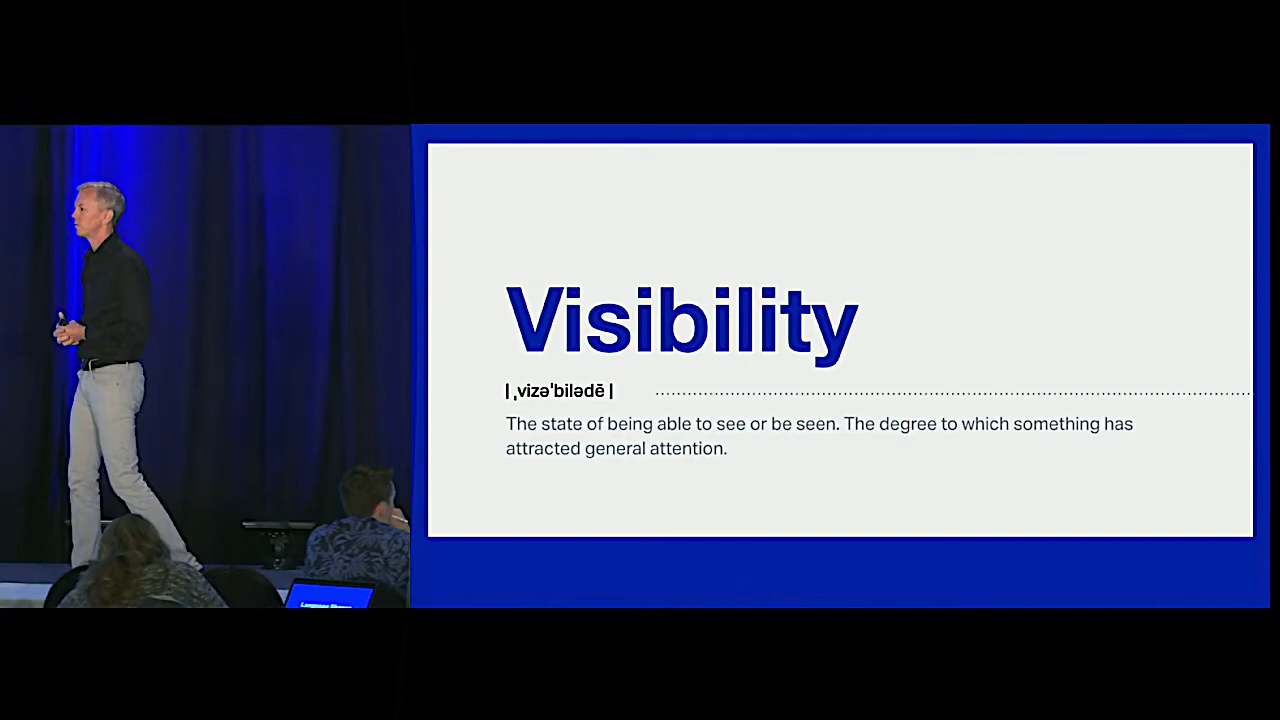 Visibility
| ˌvizəˈbilədē |
The state of being able to see or be seen. The degree to which something has
attracted general attention.